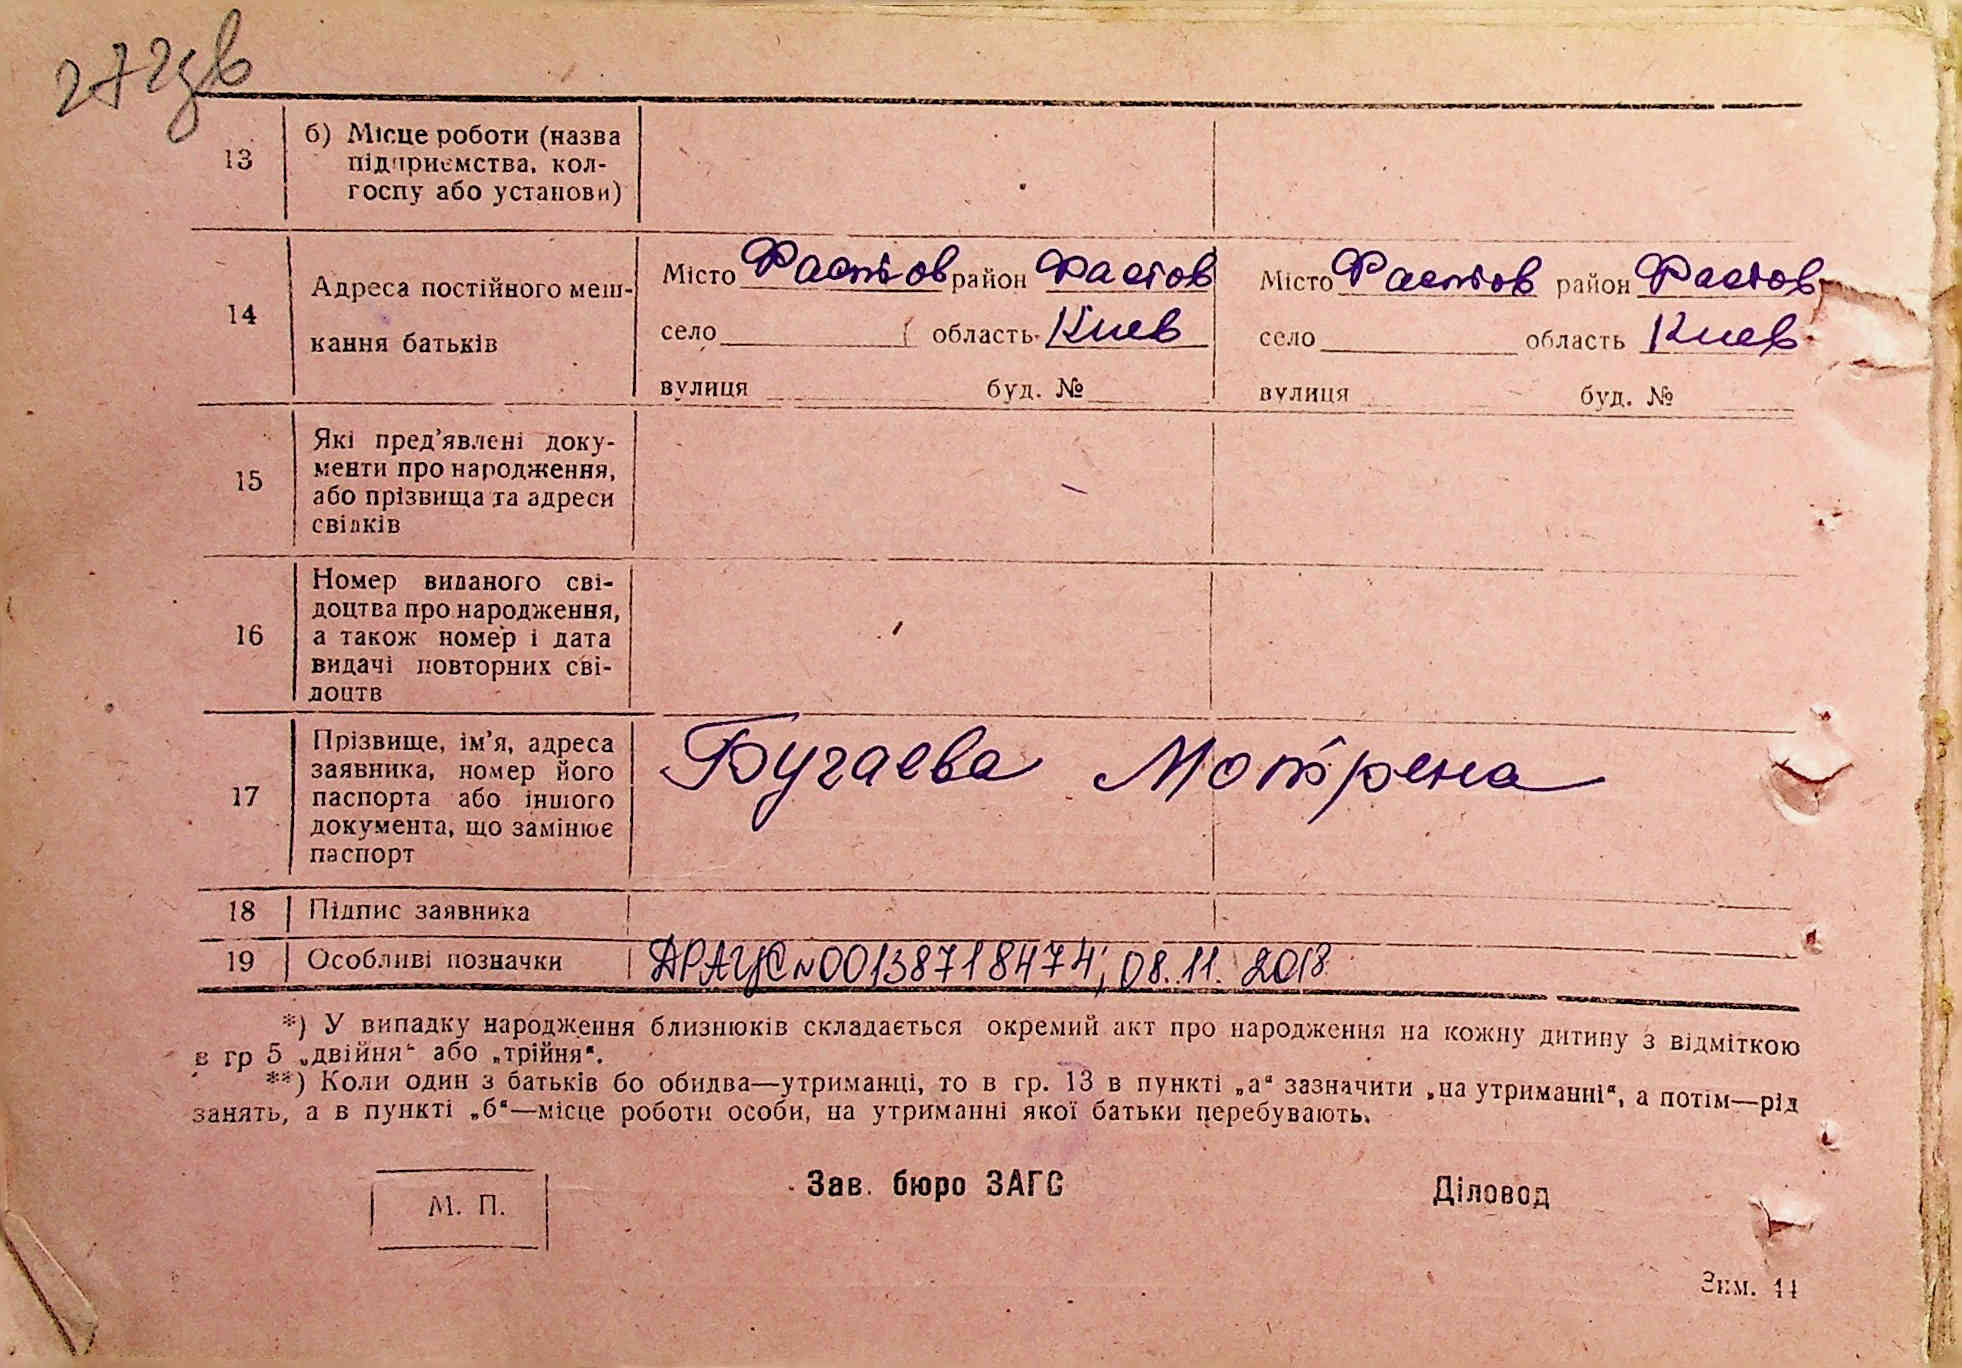 272зв
13 б) Місце роботи (назва
підприємства, кол-
госпу або установи)
14 Адреса постійного меш-
кання батьків
Місто Фастов район Фастов
село область Киев
вулиця буд. №
Місто Фастов район Фастов
село область Киев
вулиця буд. №
15 Які пред’явлені доку-
менти про народження,
або прізвища та адреси
свідків
16 Номер виданого сві-
доцтва про народження,
а також номер і дата
видачі повторних сві-
доцтв
17 Прізвище, ім’я, адреса
заявника, номер його
паспорта або іншого
документа, що замінює
паспорт
Бугаева Мотрена
18 Підпис заявника
19 Особливі позначки ДРАЦС N00138718474; 08.11.2018
*) У випадку народження близнюків складається окремий акт про народження на кожну дитину з відміткою
в гр 5 „двійня“ або „трійня“.
**) Коли один з батьків бо обидва—утриманці, то в гр. 13 в пункті „а“ зазначити „на утриманні“, а потім—рід
занять, а в пункті „б“—місце роботи особи, на утриманні якої батьки перебувають.
М. П.
Зав. бюро ЗАГС
Діловод
Зим. 44